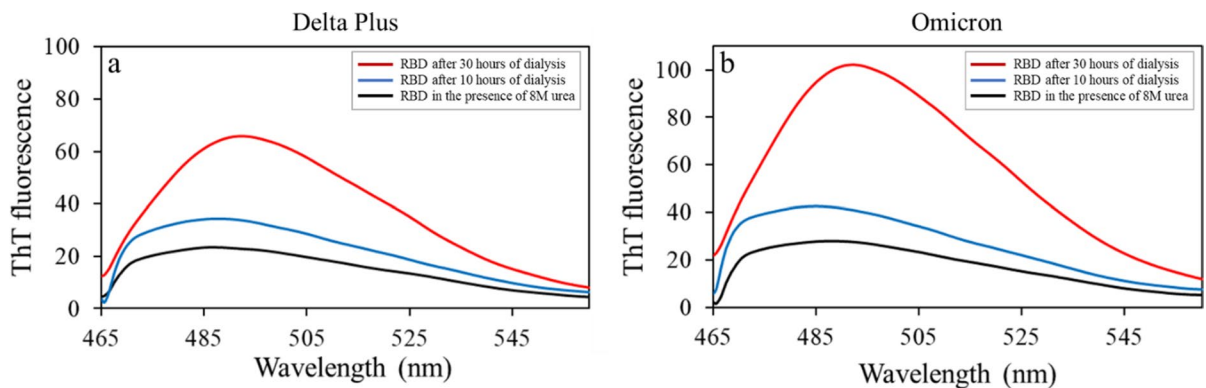 Delta Plus
a
RBD after 30 hours of dialysis
RBD after 10 hours of dialysis
RBD in the presence of 8M urea
100
80
60
40
20
0
ThT fluorescence
465
485
505
525
545
Wavelength (nm)
Omicron
b
RBD after 30 hours of dialysis
RBD after 10 hours of dialysis
RBD in the presence of 8M urea
100
80
60
40
20
0
ThT fluorescence
465
485
505
525
545
Wavelength (nm)